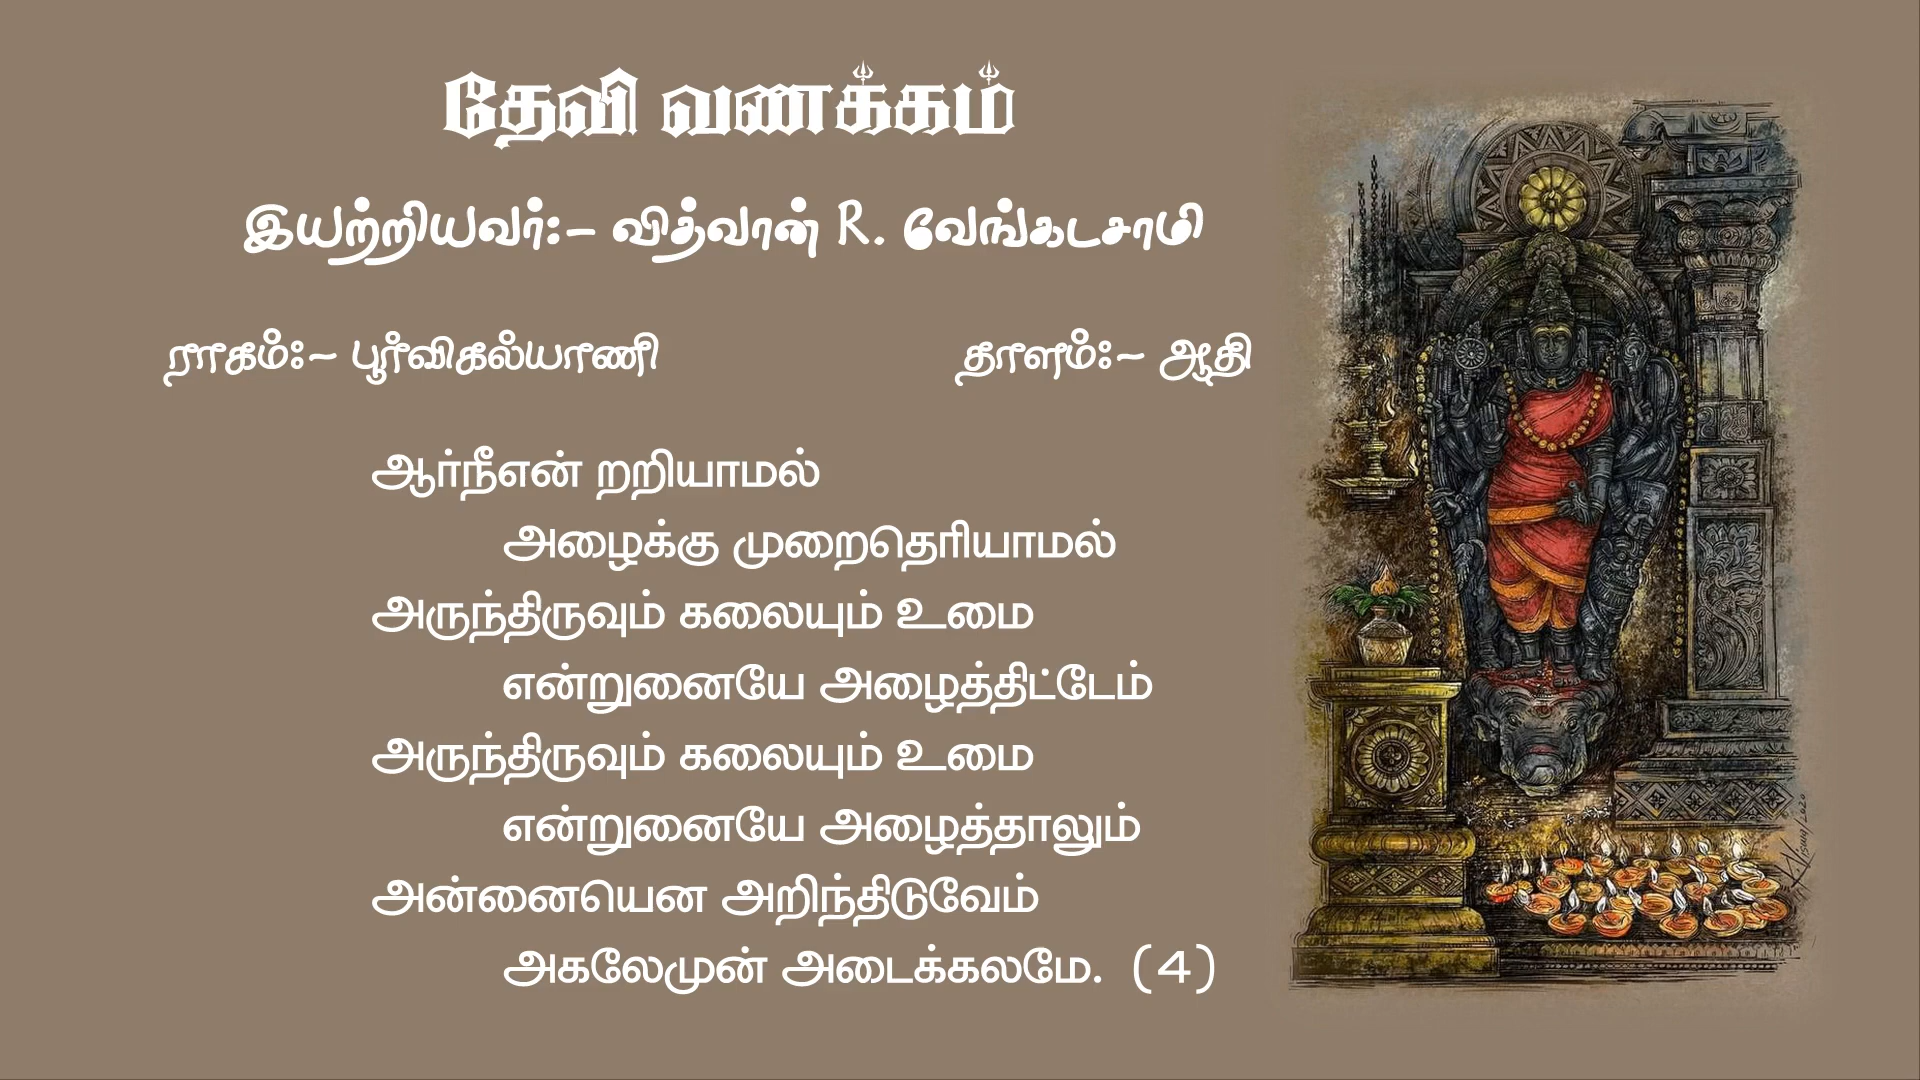 தேவி வணக்கம்
இயற்றியவர்:- வித்வான் R. வேங்கடசாமி
ராகம்:- பூர்விகல்யாணி தாளம்:- ஆதி
ஆர்நீஎன் றறியாமல்
அழைக்கு முறைதெரியாமல்
அருந்திருவும் கலையும் உமை
என்றுனையே அழைத்திட்டேம்
அருந்திருவும் கலையும் உமை
என்றுனையே அழைத்தாலும்
அன்னையென அறிந்திடுவேம்
அகலேமுன் அடைக்கலமே. (4)